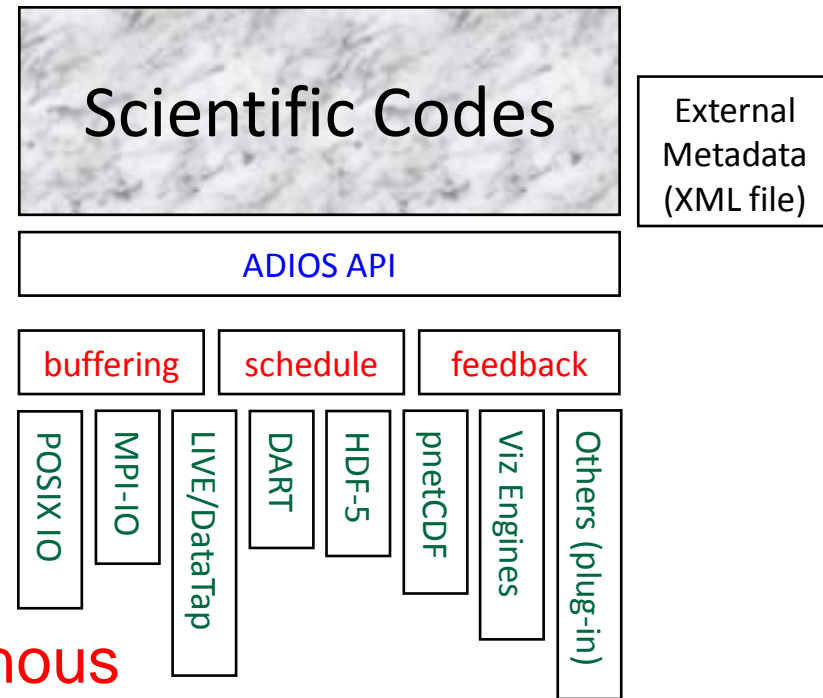 Scientific Codes
External
Metadata
(XML file)
ADIOS API
buffering
schedule
feedback
POSIX IO
MPI-IO
LIVE/DataTap
DART
HDF-5
pnetCDF
Viz Engines
Others (plug-in)
nous